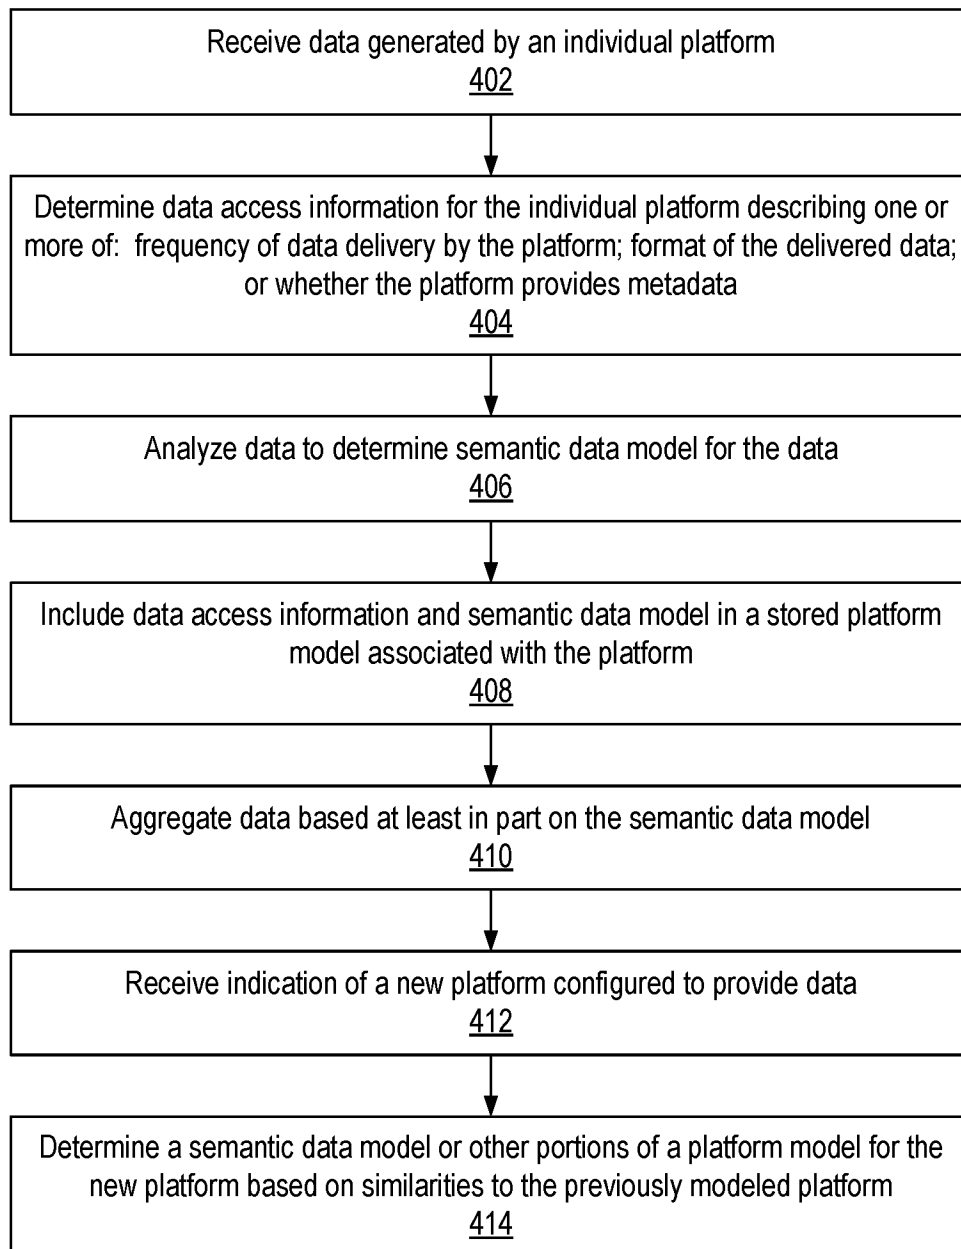 Receive data generated by an individual platform
402
Determine data access information for the individual platform describing one or
more of:  frequency of data delivery by the platform; format of the delivered data;
or whether the platform provides metadata
404
Analyze data to determine semantic data model for the data
406
Include data access information and semantic data model in a stored platform
model associated with the platform
408
Aggregate data based at least in part on the semantic data model
410
Receive indication of a new platform configured to provide data
412
Determine a semantic data model or other portions of a platform model for the
new platform based on similarities to the previously modeled platform
414